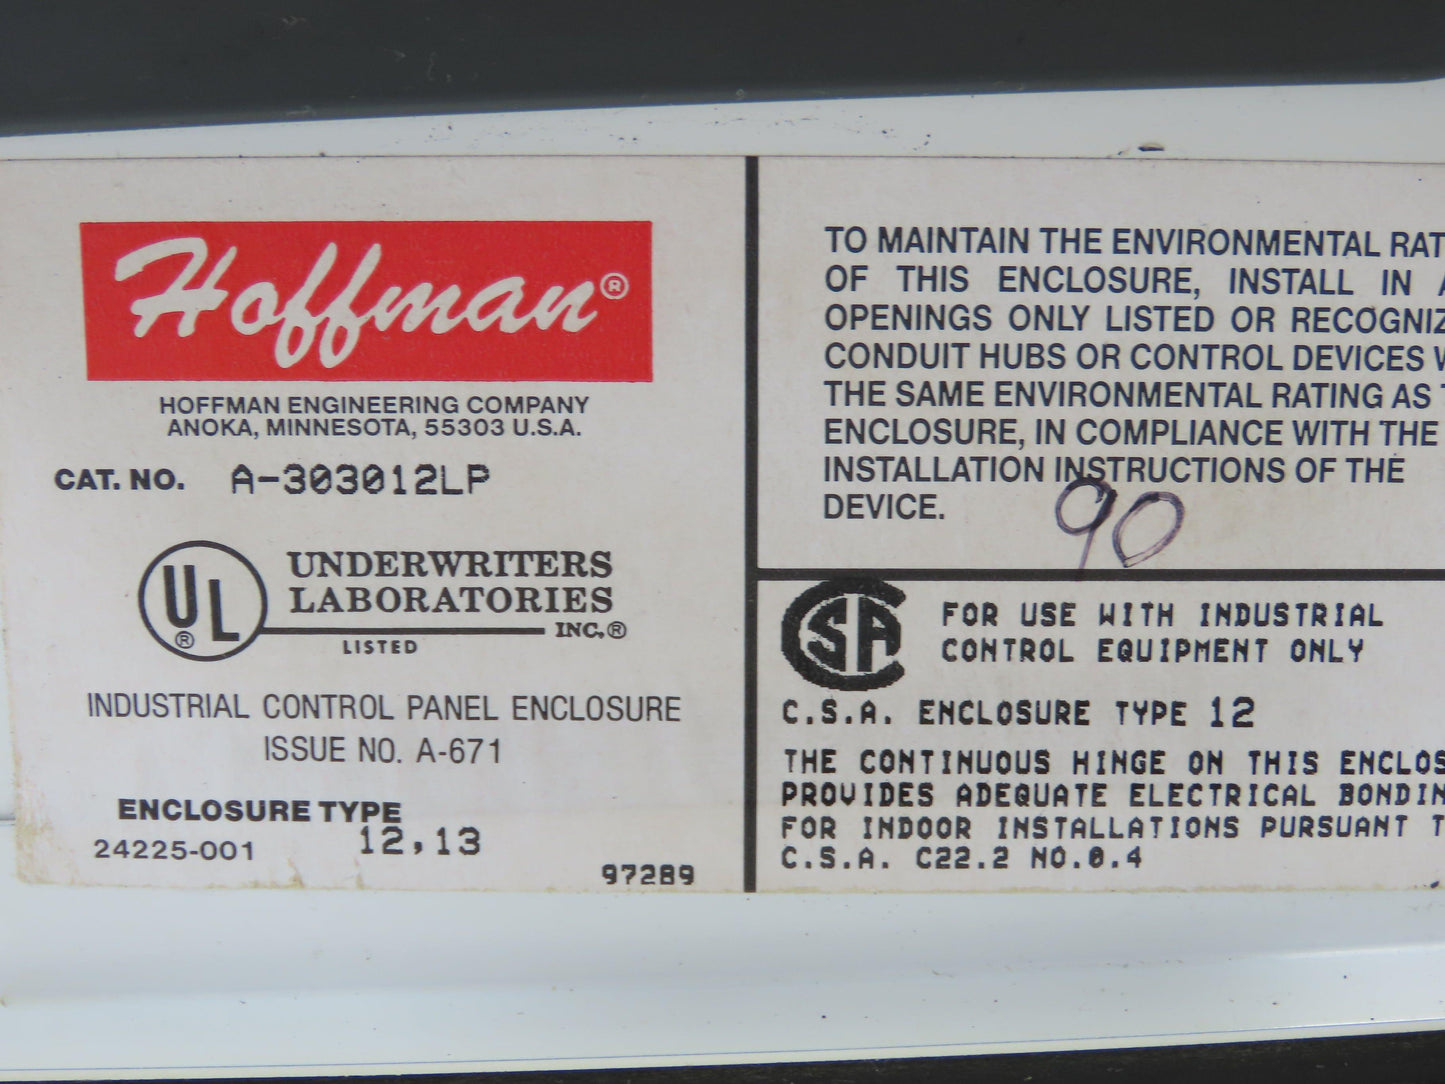 Hoffman®
HOFFMAN ENGINEERING COMPANY
ANOKA, MINNESOTA, 55303 U.S.A.
CAT. NO. A-303012LP
UL®
UNDERWRITERS
LABORATORIES
INC.®
LISTED
INDUSTRIAL CONTROL PANEL ENCLOSURE
ISSUE NO. A-671
ENCLOSURE TYPE
24225-001 12,13
97289
TO MAINTAIN THE ENVIRONMENTAL RAT
OF THIS ENCLOSURE, INSTALL IN A
OPENINGS ONLY LISTED OR RECOGNIZ
CONDUIT HUBS OR CONTROL DEVICES W
THE SAME ENVIRONMENTAL RATING AS T
ENCLOSURE, IN COMPLIANCE WITH THE
INSTALLATION INSTRUCTIONS OF THE
DEVICE.
90
CSA
FOR USE WITH INDUSTRIAL
CONTROL EQUIPMENT ONLY
C.S.A. ENCLOSURE TYPE 12
THE CONTINUOUS HINGE ON THIS ENCLOS
PROVIDES ADEQUATE ELECTRICAL BONDIN
FOR INDOOR INSTALLATIONS PURSUANT T
C.S.A. C22.2 NO.0.4